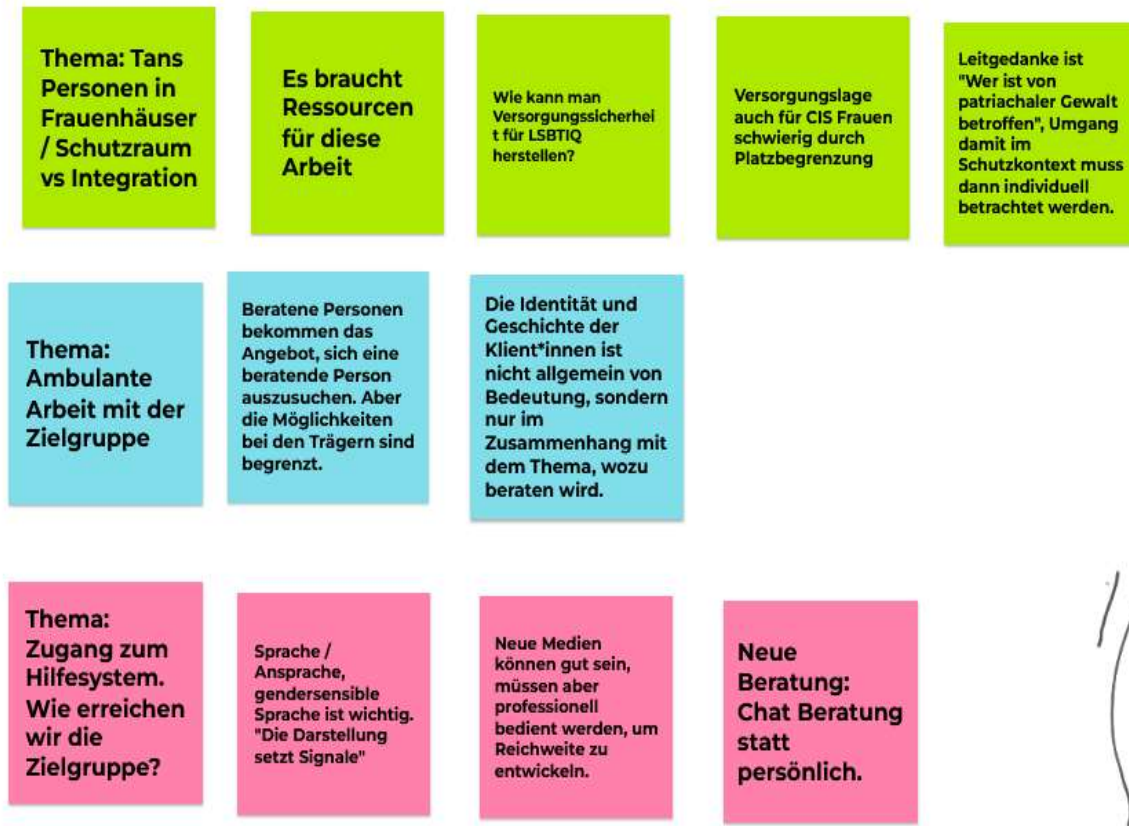 Thema: Tans
Personen in
Frauenhäuser
/ Schutzraum
vs Integration
Es braucht
Ressourcen
für diese
Arbeit
Wie kann man
Versorgungssicherhei
t für LSBTIQ
herstellen?
Versorgungslage
auch für CIS Frauen
schwierig durch
Platzbegrenzung
Leitgedanke ist
"Wer ist von
patriachaler Gewalt
betroffen", Umgang
damit im
Schutzkontext muss
dann individuell
betrachtet werden.
Thema:
Ambulante
Arbeit mit der
Zielgruppe
Beratene Personen
bekommen das
Angebot, sich eine
beratende Person
auszusuchen. Aber
die Möglichkeiten
bei den Trägern sind
begrenzt.
Die Identität und
Geschichte der
Klient*innen ist
nicht allgemein von
Bedeutung, sondern
nur im
Zusammenhang mit
dem Thema, wozu
beraten wird.
Thema:
Zugang zum
Hilfesystem.
Wie erreichen
wir die
Zielgruppe?
Sprache /
Ansprache,
gendersensible
Sprache ist wichtig.
"Die Darstellung
setzt Signale"
Neue Medien
können gut sein,
müssen aber
professionell
bedient werden, um
Reichweite zu
entwickeln.
Neue
Beratung:
Chat Beratung
statt
persönlich.